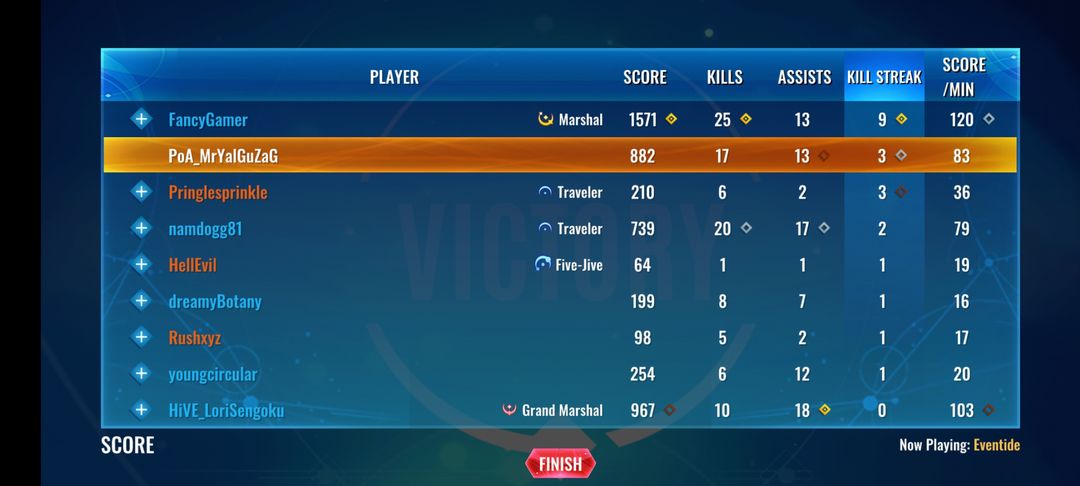 PLAYER SCORE KILLS ASSISTS KILL STREAK SCORE /MIN
FancyGamer Marshal 1571 25 13 9 120
PoA_MrYalGuZaG 882 17 13 3 83
Pringlesprinkle Traveler 210 6 2 3 36
namdogg81 Traveler 739 20 17 2 79
HellEvil Five-Jive 64 1 1 1 19
dreamyBotany 199 8 7 1 16
Rushxyz 98 5 2 1 17
youngcircular 254 6 12 1 20
HiVE_LoriSengoku Grand Marshal 967 10 18 0 103
VICTORY
SCORE
Now Playing: Eventide
FINISH